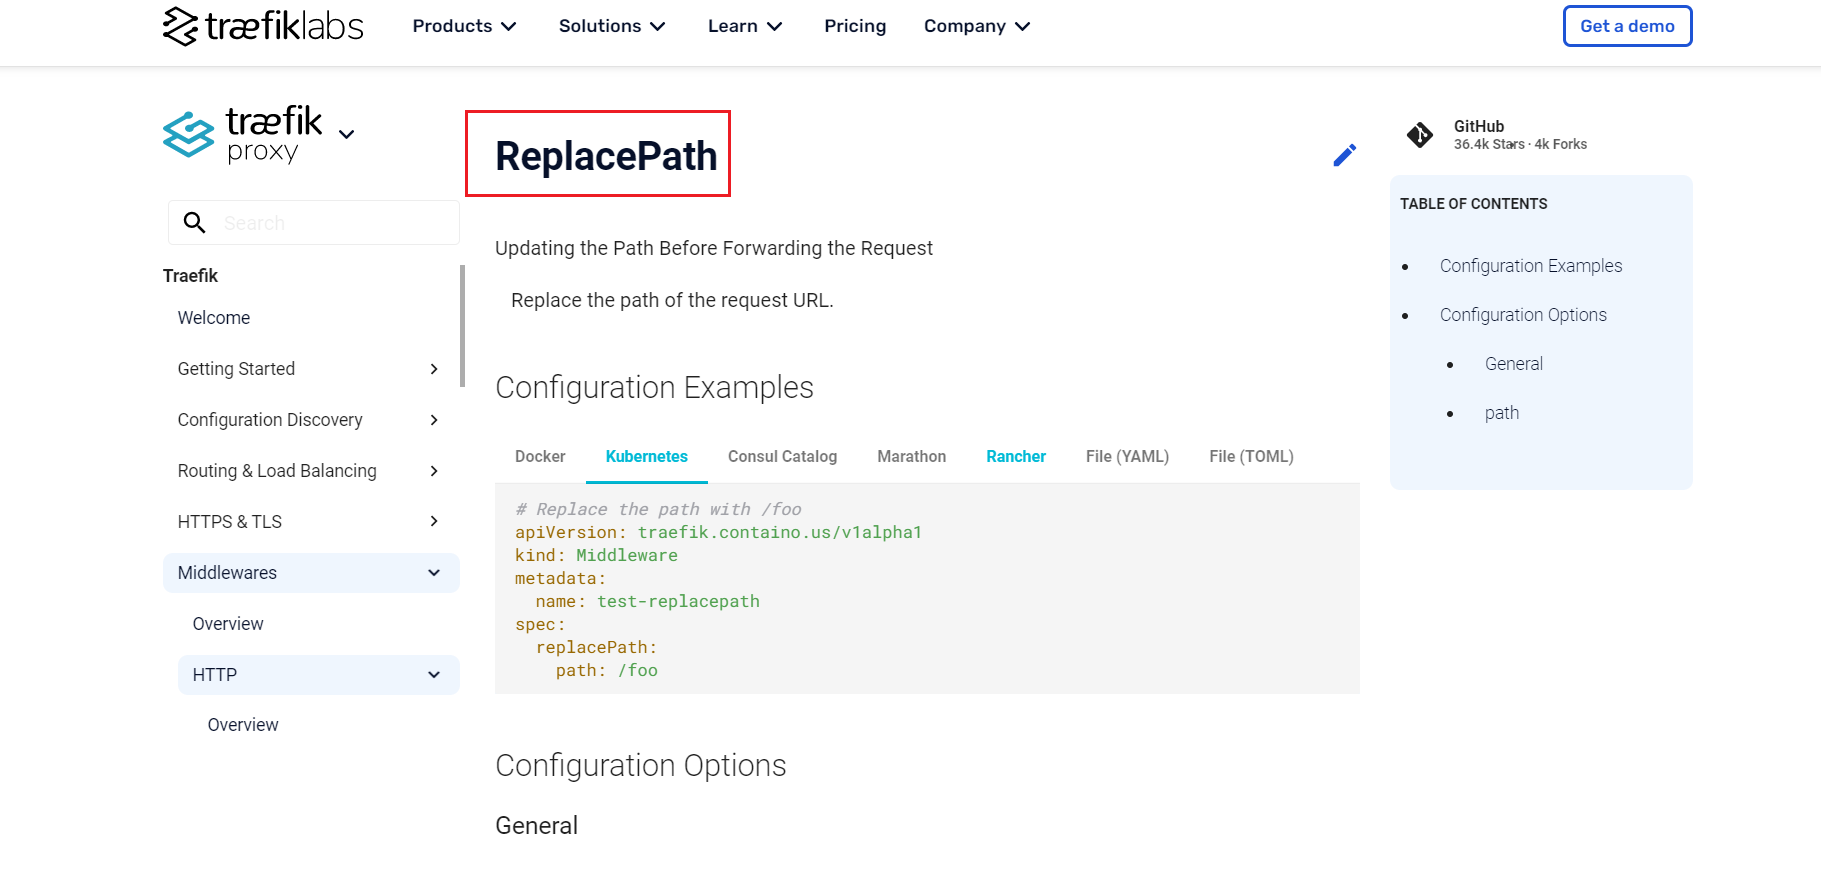 træfiklabs
Products Solutions Learn Pricing Company Get a demo
træfik
proxy
Search
Traefik
Welcome
Getting Started
Configuration Discovery
Routing & Load Balancing
HTTPS & TLS
Middlewares
Overview
HTTP
Overview
ReplacePath
Updating the Path Before Forwarding the Request
Replace the path of the request URL.
Configuration Examples
Docker Kubernetes Consul Catalog Marathon Rancher File (YAML) File (TOML)
# Replace the path with /foo
apiVersion: traefik.containo.us/v1alpha1
kind: Middleware
metadata:
  name: test-replacepath
spec:
  replacePath:
    path: /foo
Configuration Options
General
GitHub
36.4k Stars · 4k Forks
TABLE OF CONTENTS
Configuration Examples
Configuration Options
General
path